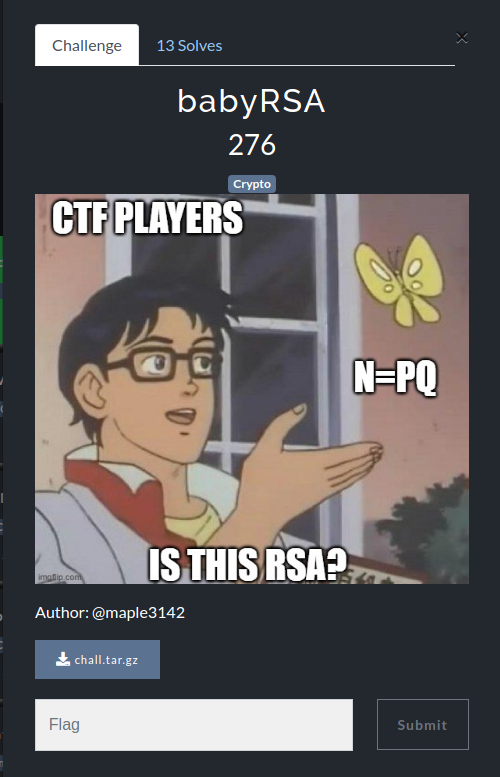 Challenge
13 Solves
×
babyRSA
276
Crypto
CTF PLAYERS
N=PQ
IS THIS RSA?
imgflip.com
Author: @maple3142
chall.tar.gz
Flag
Submit